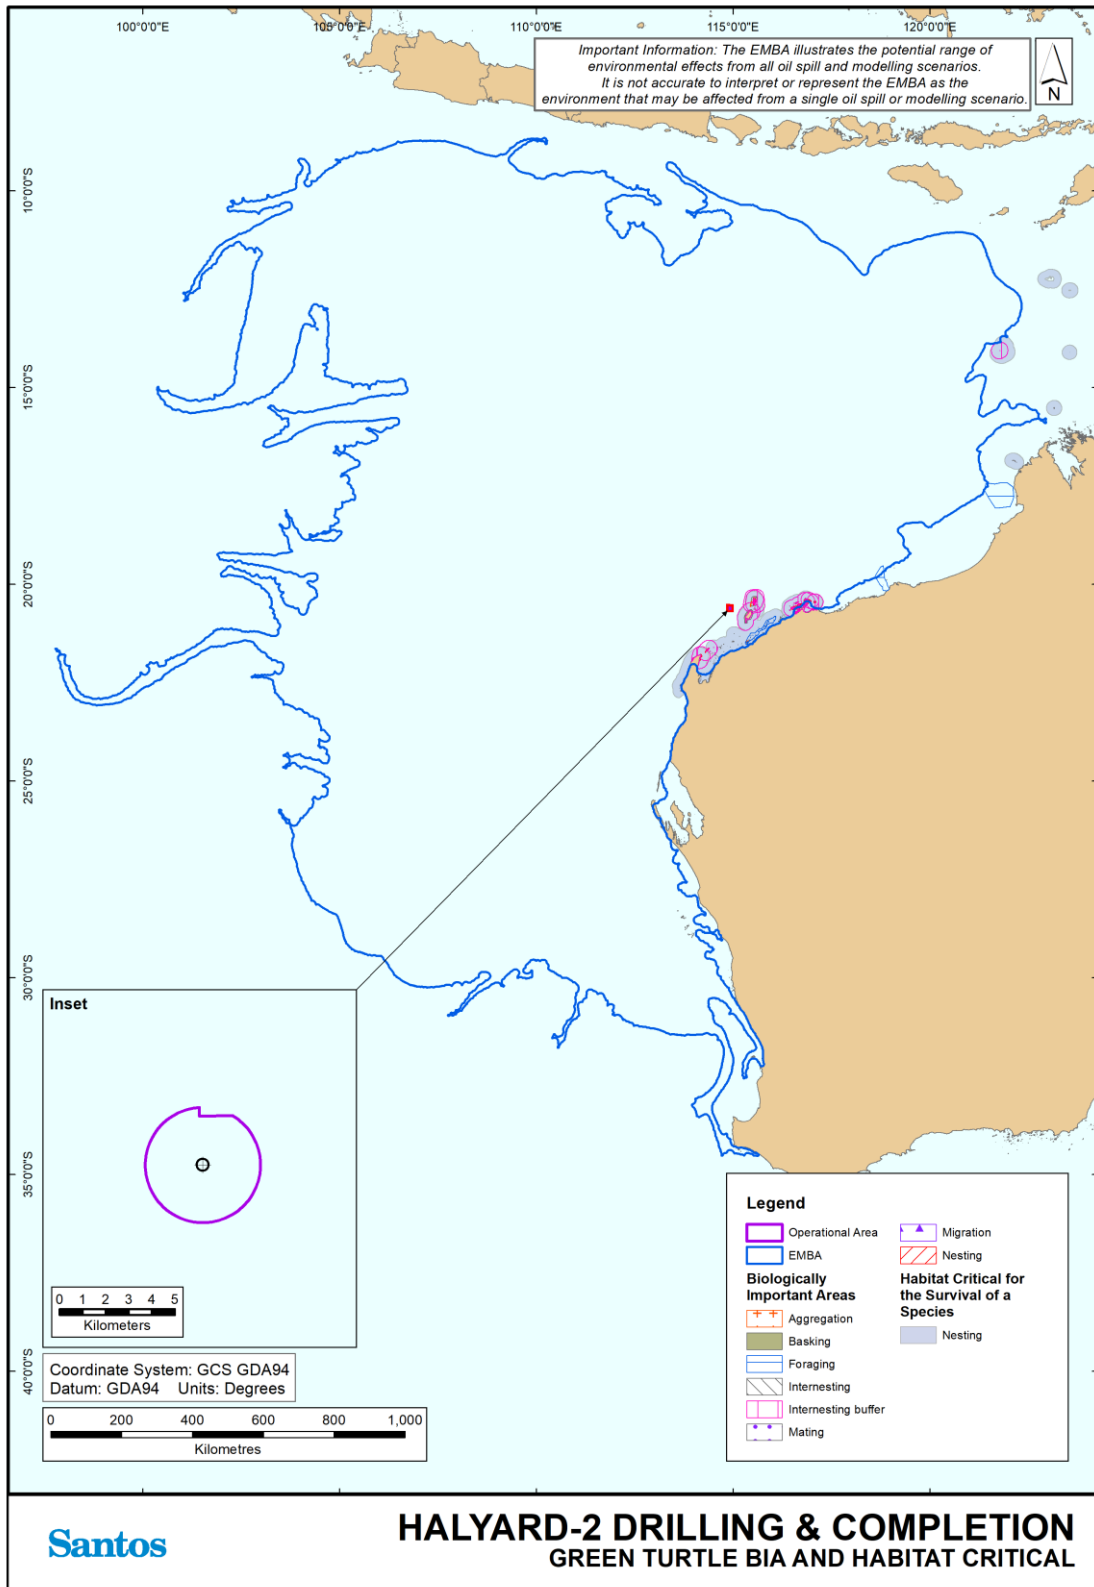 100°0'0"E 105°0'0"E 110°0'0"E 115°0'0"E 120°0'0"E
Important Information: The EMBA illustrates the potential range of
environmental effects from all oil spill and modelling scenarios.
It is not accurate to interpret or represent the EMBA as the
environment that may be affected from a single oil spill or modelling scenario.
N
10°0'0"S
15°0'0"S
20°0'0"S
25°0'0"S
30°0'0"S
35°0'0"S
40°0'0"S
Inset
0 1 2 3 4 5
Kilometers
Coordinate System: GCS GDA94
Datum: GDA94 Units: Degrees
0 200 400 600 800 1,000
Kilometres
Legend
Operational Area
EMBA
Biologically
Important Areas
Aggregation
Basking
Foraging
Internesting
Internesting buffer
Mating
Migration
Nesting
Habitat Critical for
the Survival of a
Species
Nesting
Santos
HALYARD-2 DRILLING & COMPLETION
GREEN TURTLE BIA AND HABITAT CRITICAL